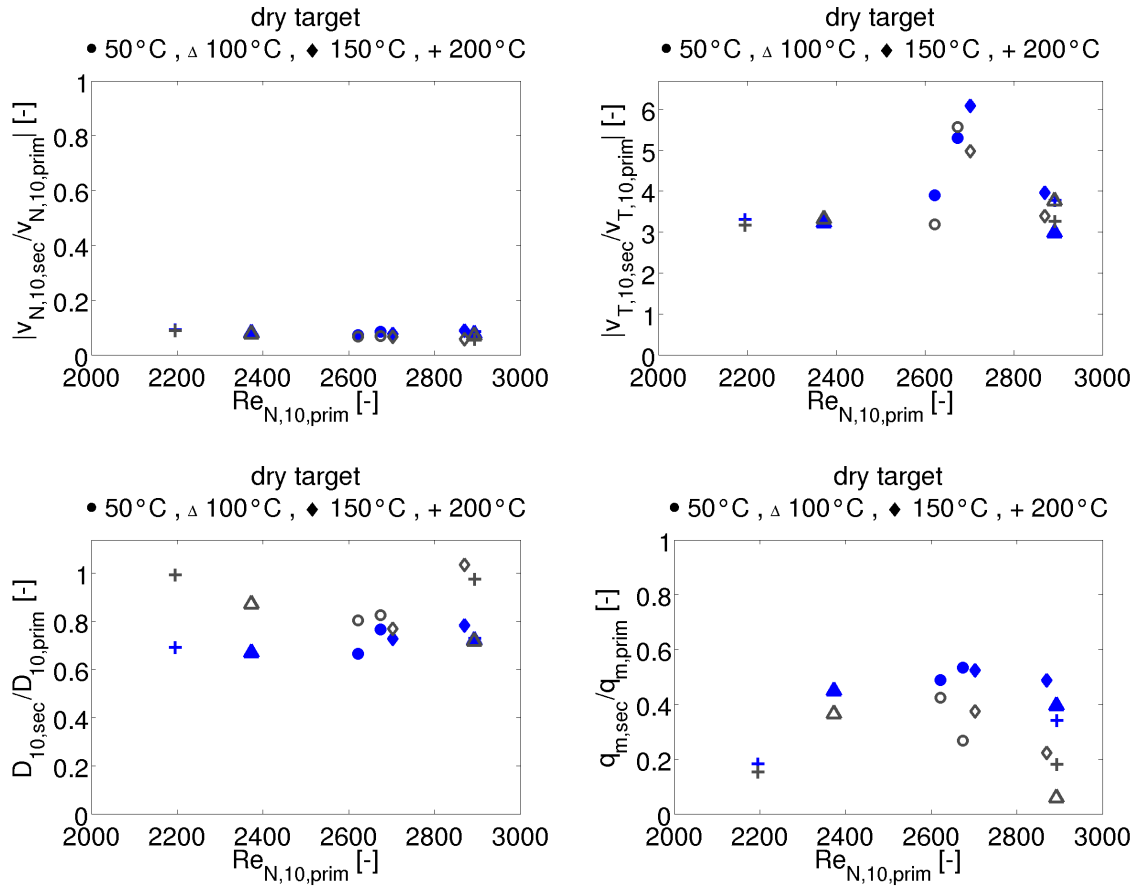 dry target
● 50°C , △ 100°C , ◆ 150°C , + 200°C
|v_N,10,sec/v_N,10,prim| [-]
1
0.8
0.6
0.4
0.2
0
2000 2200 2400 2600 2800 3000
Re_N,10,prim [-]
dry target
● 50°C , △ 100°C , ◆ 150°C , + 200°C
|v_T,10,sec/v_T,10,prim| [-]
6
5
4
3
2
1
0
2000 2200 2400 2600 2800 3000
Re_N,10,prim [-]
dry target
● 50°C , △ 100°C , ◆ 150°C , + 200°C
D_10,sec/D_10,prim [-]
1
0.8
0.6
0.4
0.2
0
2000 2200 2400 2600 2800 3000
Re_N,10,prim [-]
dry target
● 50°C , △ 100°C , ◆ 150°C , + 200°C
q_m,sec/q_m,prim [-]
1
0.8
0.6
0.4
0.2
0
2000 2200 2400 2600 2800 3000
Re_N,10,prim [-]